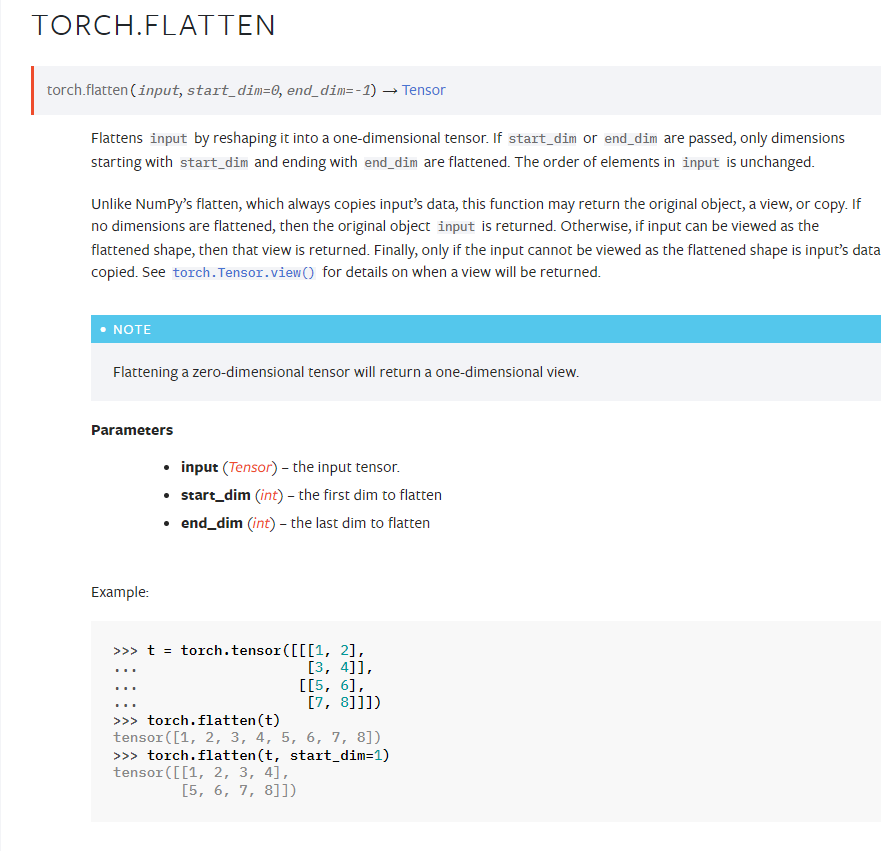 TORCH.FLATTEN
torch.flatten(input, start_dim=0, end_dim=-1) → Tensor
Flattens input by reshaping it into a one-dimensional tensor. If start_dim or end_dim are passed, only dimensions
starting with start_dim and ending with end_dim are flattened. The order of elements in input is unchanged.
Unlike NumPy’s flatten, which always copies input’s data, this function may return the original object, a view, or copy. If
no dimensions are flattened, then the original object input is returned. Otherwise, if input can be viewed as the
flattened shape, then that view is returned. Finally, only if the input cannot be viewed as the flattened shape is input’s data
copied. See torch.Tensor.view() for details on when a view will be returned.
• NOTE
Flattening a zero-dimensional tensor will return a one-dimensional view.
Parameters
• input (Tensor) – the input tensor.
• start_dim (int) – the first dim to flatten
• end_dim (int) – the last dim to flatten
Example:
>>> t = torch.tensor([[[1, 2],
...                    [3, 4]],
...                   [[5, 6],
...                    [7, 8]]])
>>> torch.flatten(t)
tensor([1, 2, 3, 4, 5, 6, 7, 8])
>>> torch.flatten(t, start_dim=1)
tensor([[1, 2, 3, 4],
        [5, 6, 7, 8]])